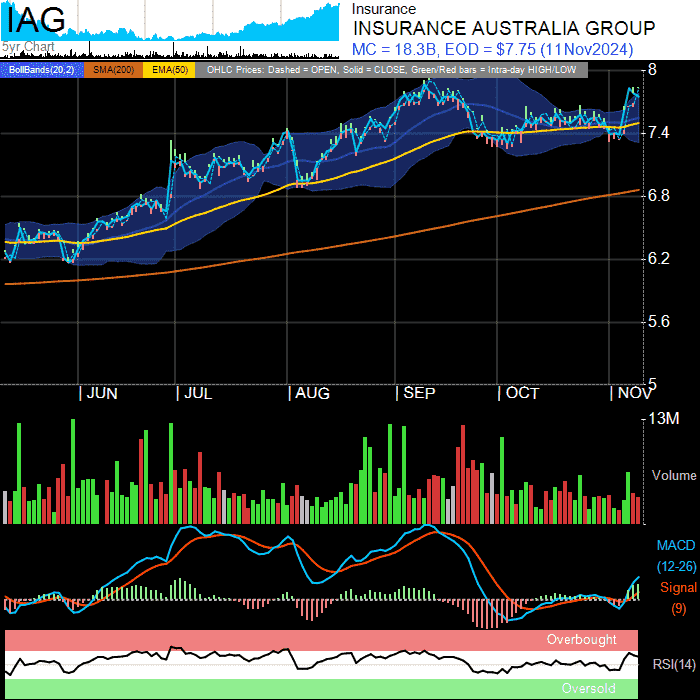 IAG
5yr.Chart
Insurance
INSURANCE AUSTRALIA GROUP
MC = 18.3B, EOD = $7.75 (11Nov2024)
BollBands(20,2) SMA(200) EMA(50) OHLC Prices: Dashed = OPEN, Solid = CLOSE, Green/Red bars = Intra-day HIGH/LOW
8
7.4
6.8
6.2
5.6
5
JUN JUL AUG SEP OCT NOV
13M
Volume
MACD
(12-26)
Signal
(9)
Overbought
RSI(14)
Oversold